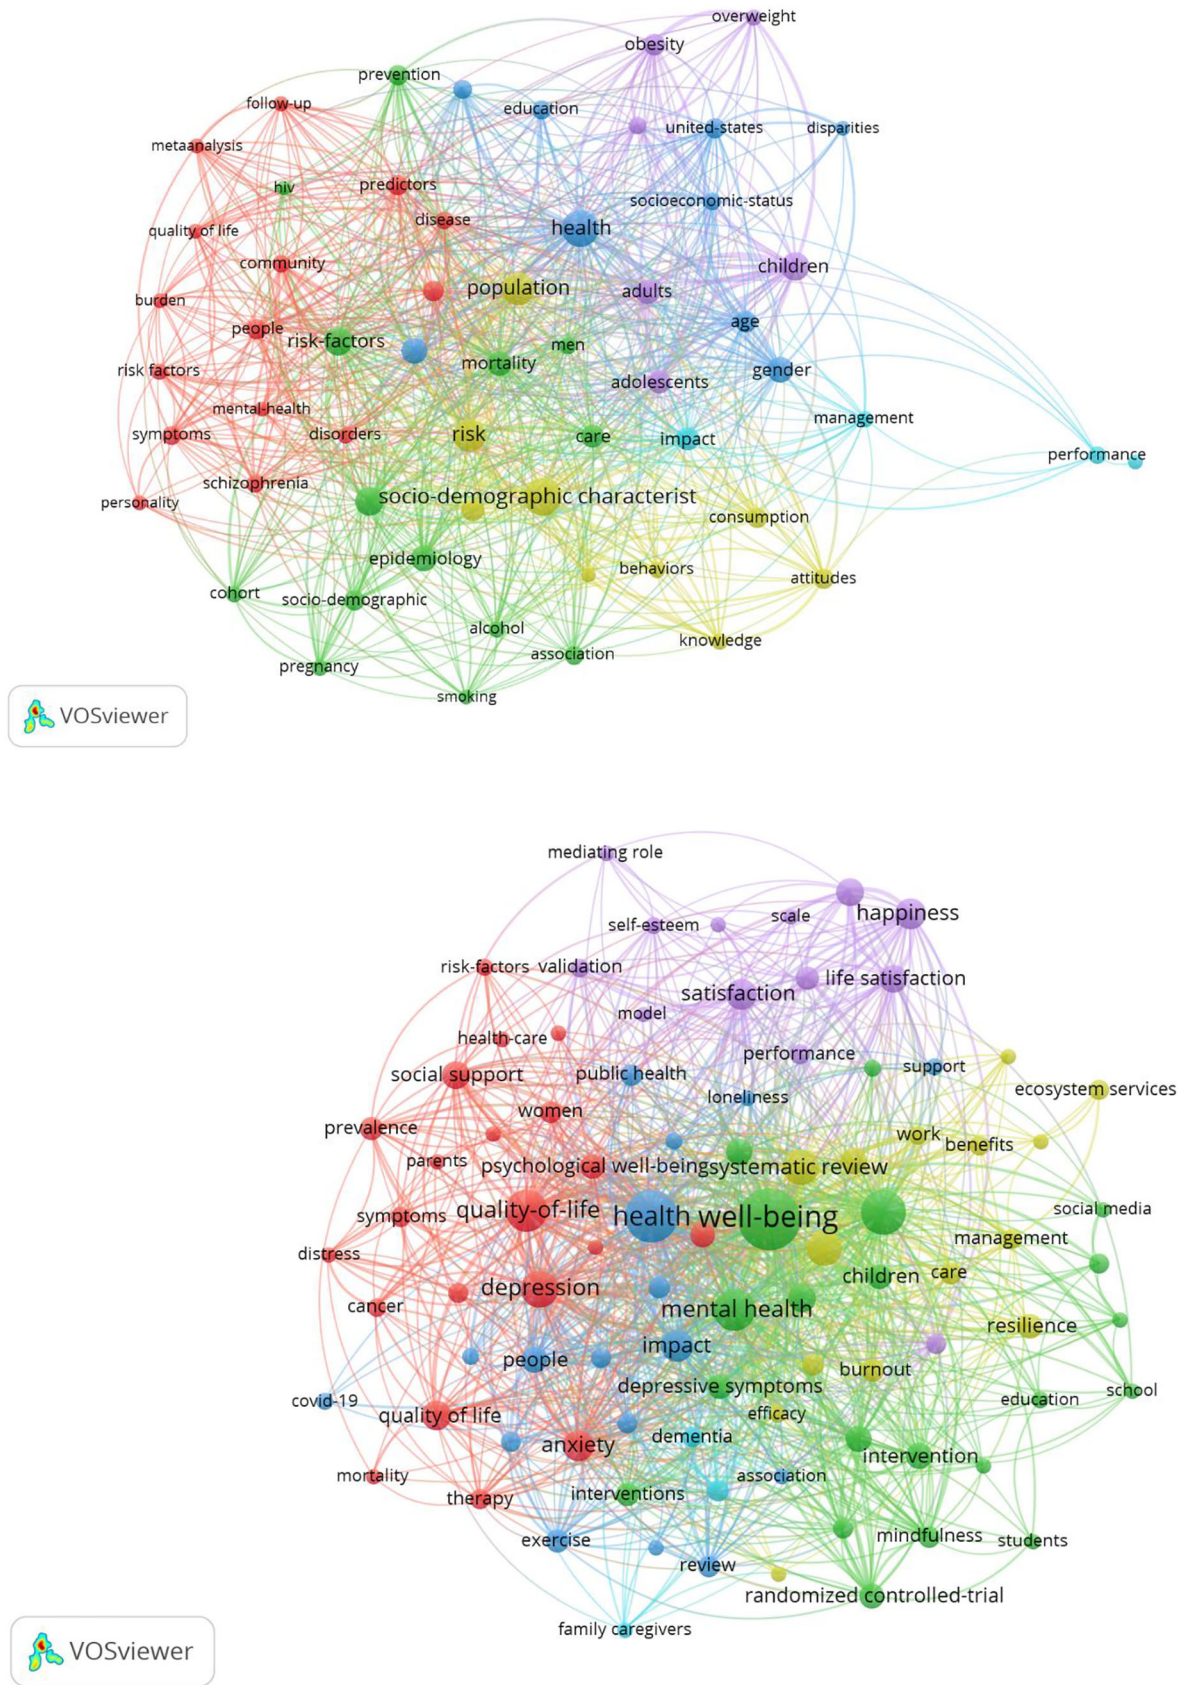 overweight
obesity
prevention
follow-up
education
united-states
disparities
metaanalysis
hiv
predictors
socioeconomic-status
disease
health
quality of life
community
children
population
adults
burden
people
risk-factors
age
men
mortality
gender
risk factors
adolescents
mental-health
management
symptoms
disorders
risk
care
impact
performance
schizophrenia
personality
socio-demographic characterist
consumption
epidemiology
behaviors
attitudes
cohort
socio-demographic
alcohol
knowledge
association
pregnancy
smoking
VOSviewer
mediating role
happiness
scale
self-esteem
risk-factors
validation
life satisfaction
satisfaction
model
health-care
performance
social support
public health
support
ecosystem services
loneliness
women
prevalence
work
benefits
parents
psychological well-being
systematic review
quality-of-life
health
well-being
social media
symptoms
management
distress
children
care
depression
cancer
mental health
resilience
impact
people
burnout
depressive symptoms
covid-19
education
school
quality of life
efficacy
dementia
anxiety
intervention
mortality
association
therapy
interventions
exercise
mindfulness
students
review
randomized controlled-trial
family caregivers
VOSviewer